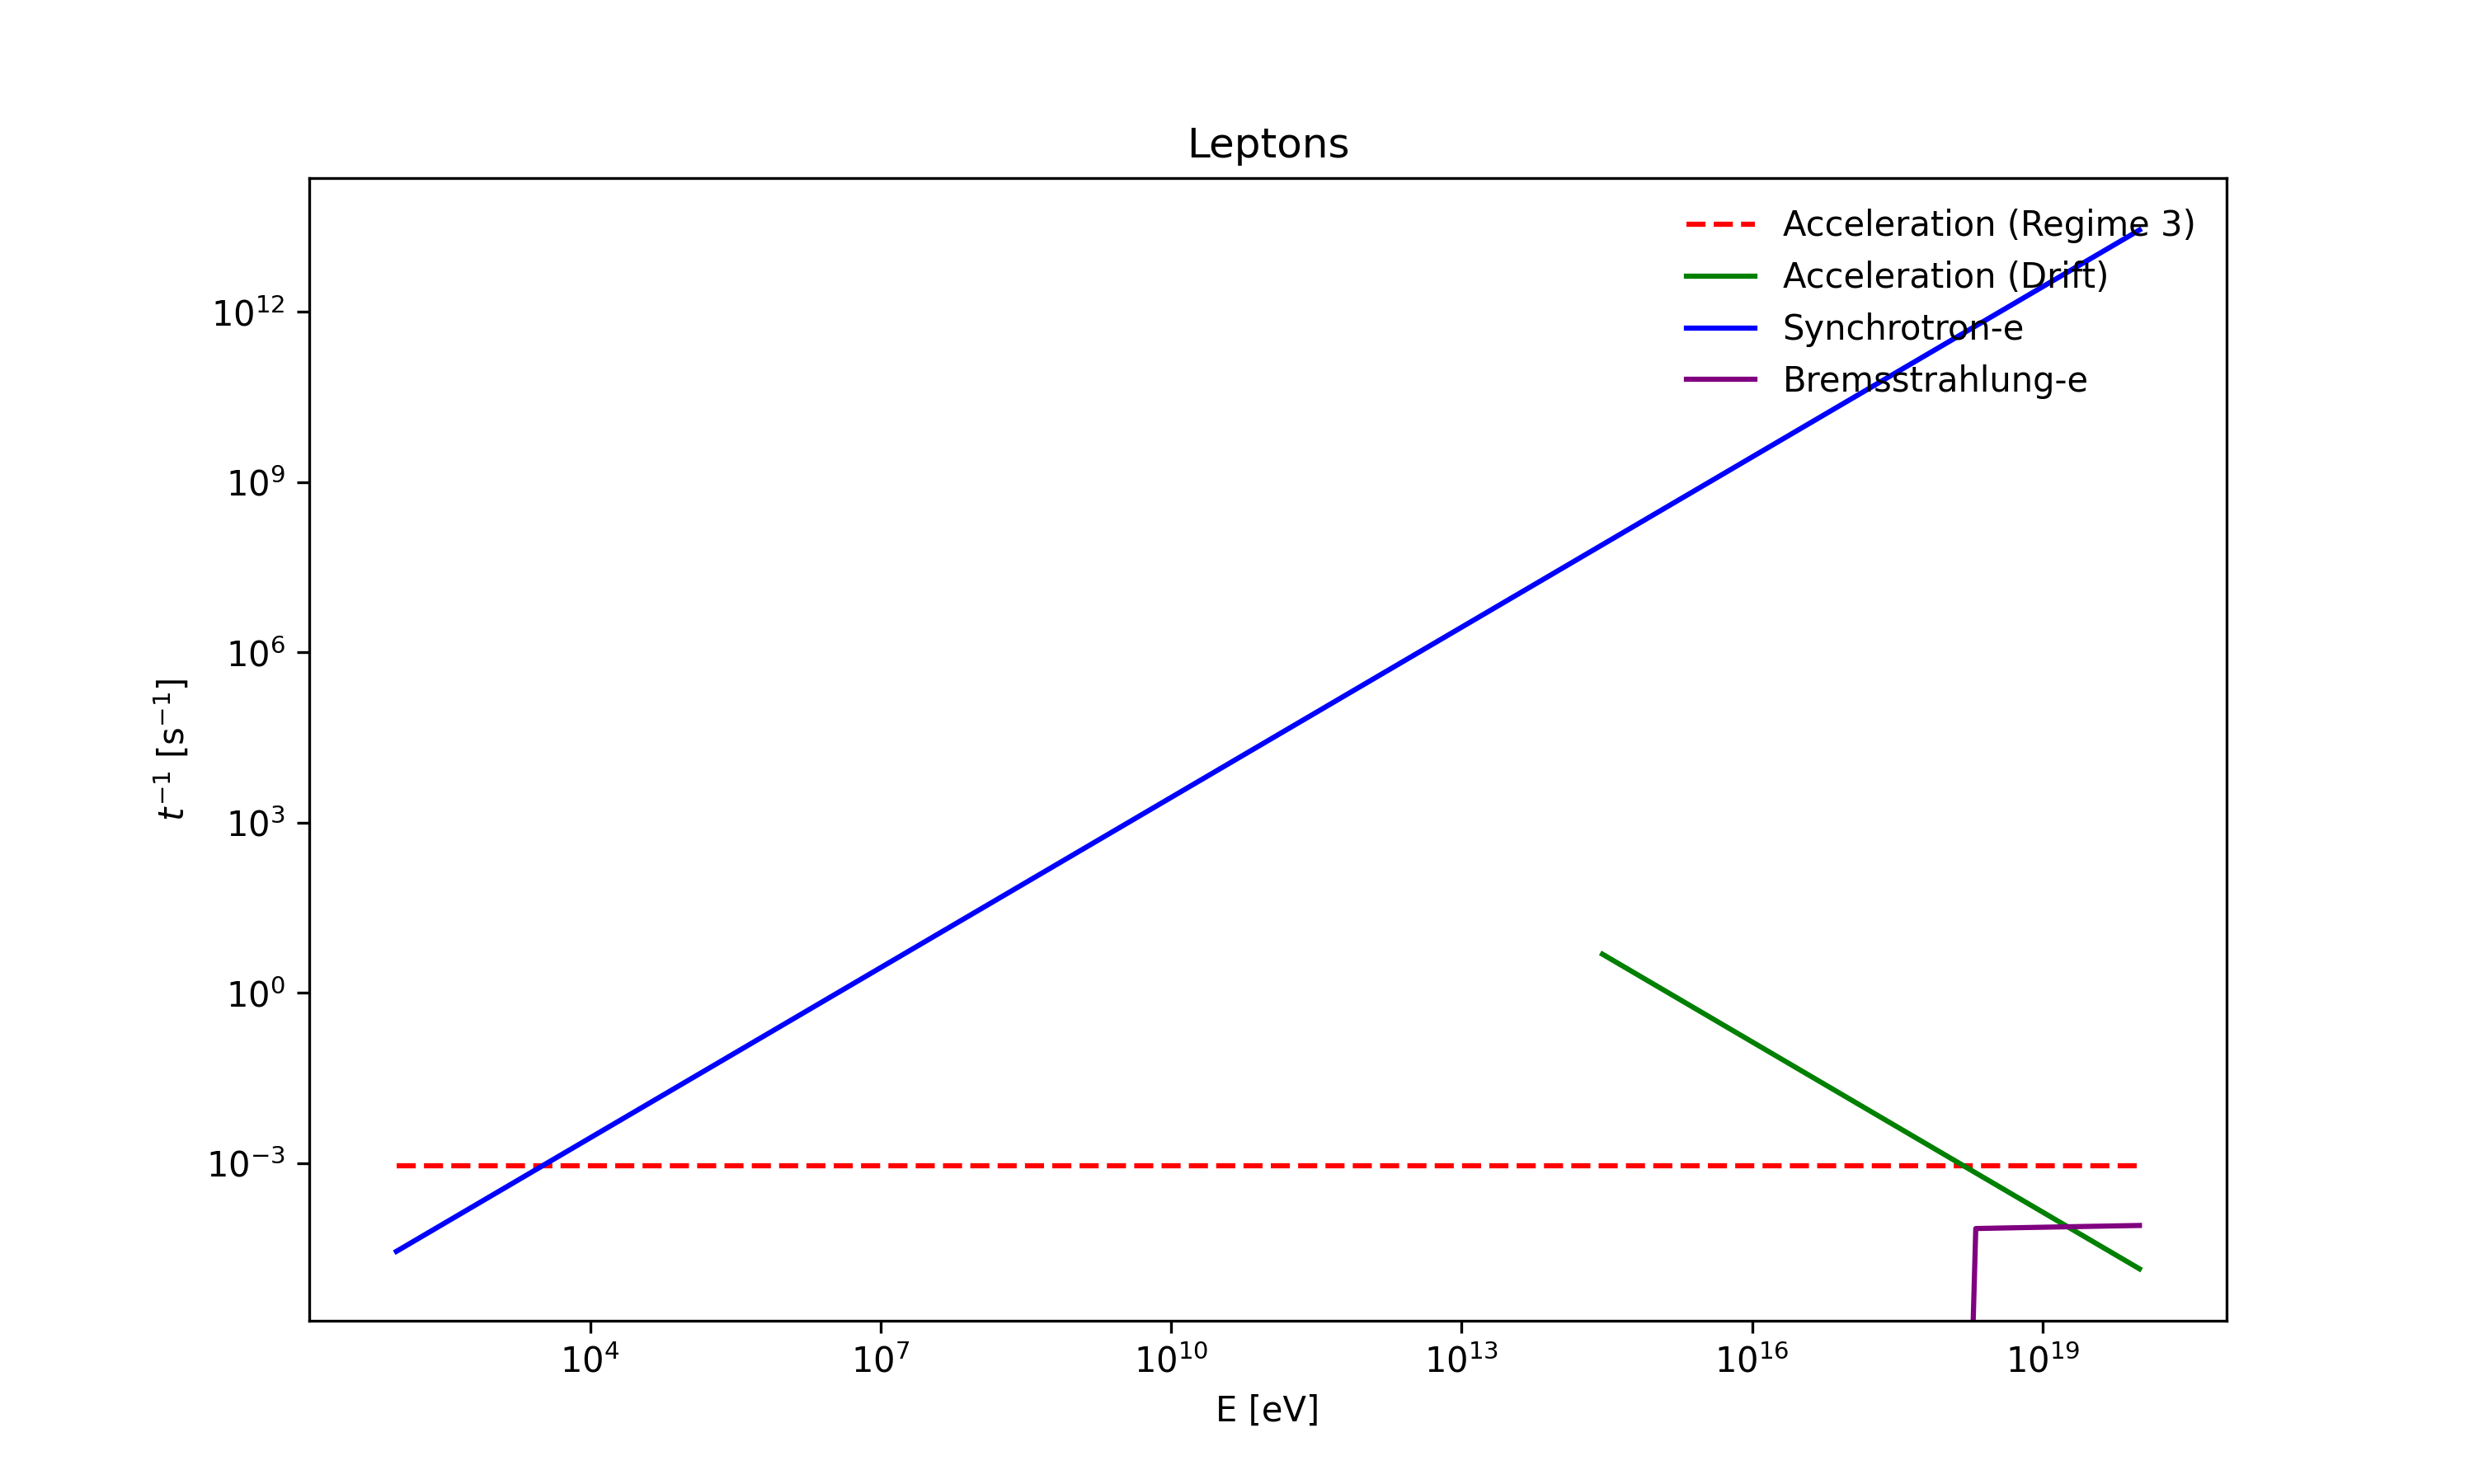 Leptons
Acceleration (Regime 3)
Acceleration (Drift)
Synchrotron-e
Bremsstrahlung-e
10¹²
10⁹
10⁶
10³
10⁰
10⁻³
t⁻¹ [s⁻¹]
10⁴ 10⁷ 10¹⁰ 10¹³ 10¹⁶ 10¹⁹
E [eV]